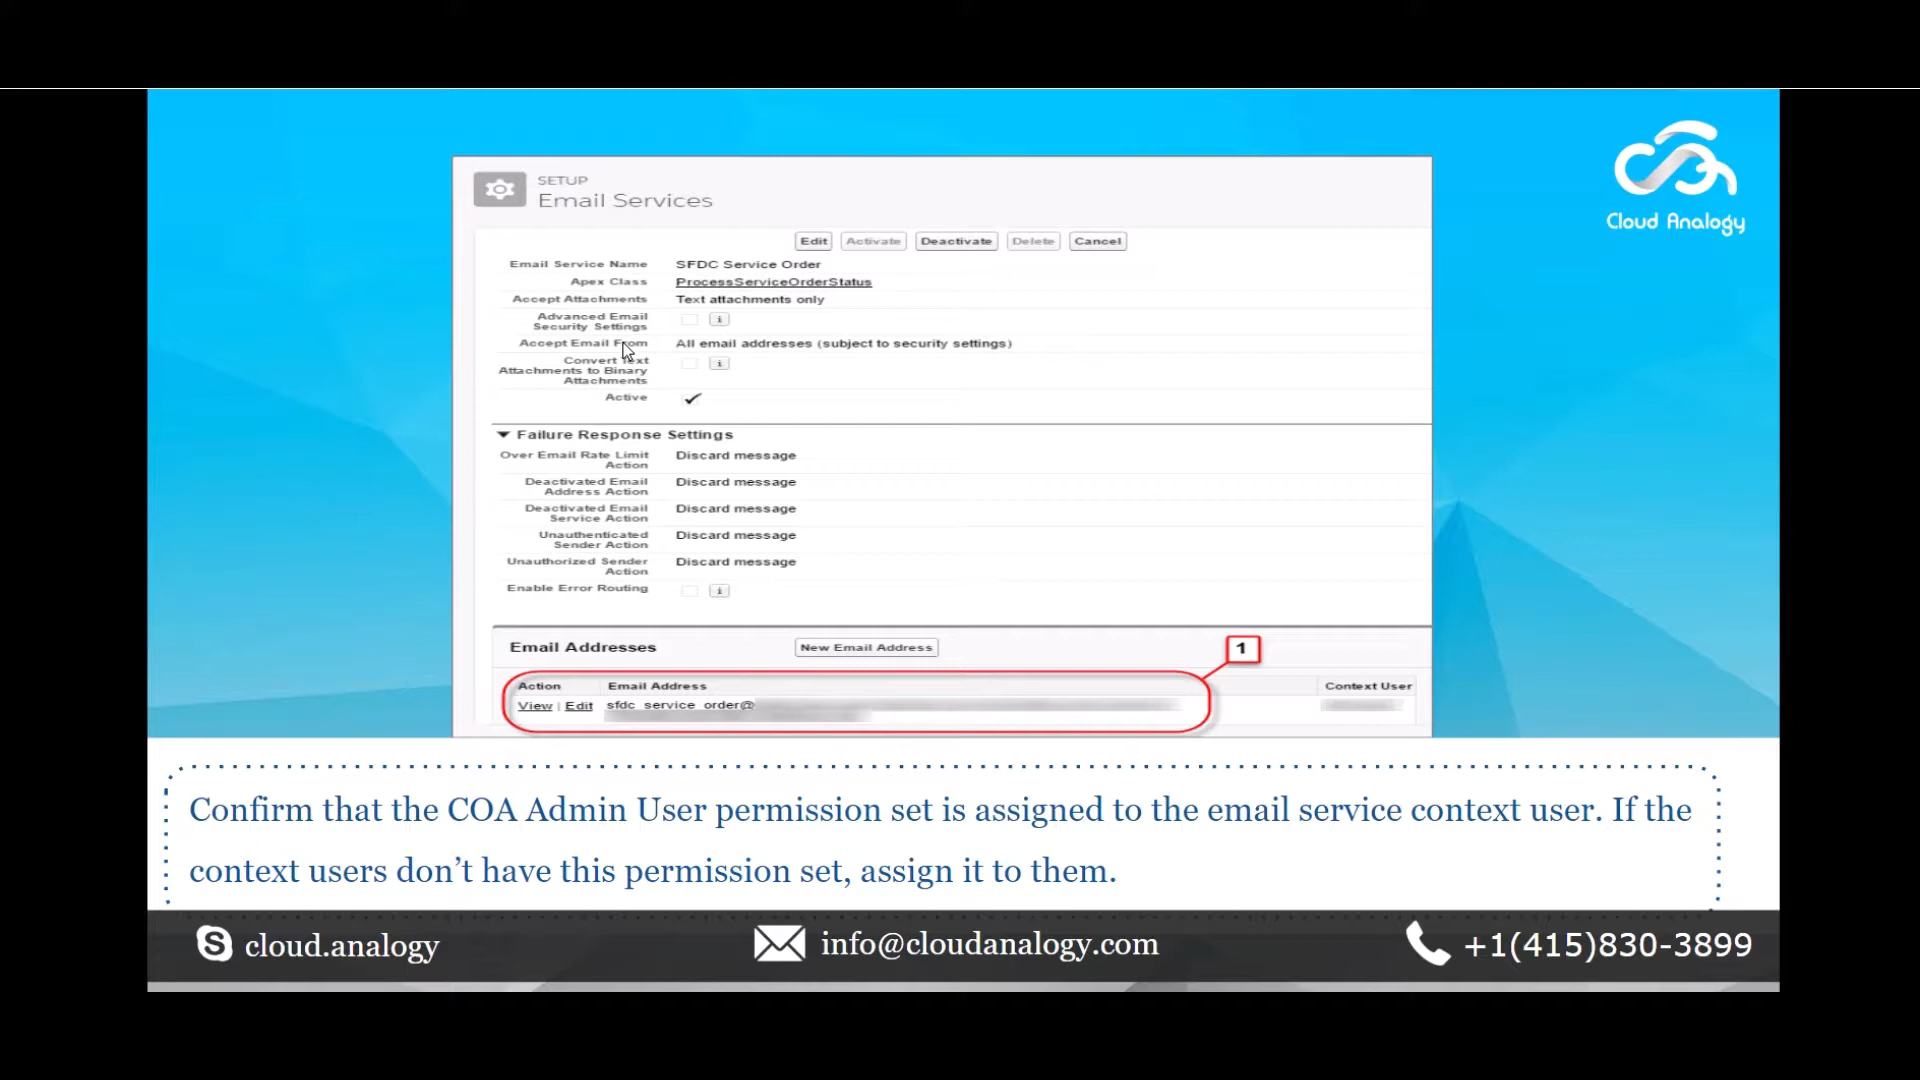 Cloud Analogy
SETUP
Email Services
Edit Activate Deactivate Delete Cancel
Email Service Name SFDC Service Order
Apex Class ProcessServiceOrderStatus
Accept Attachments Text attachments only
Advanced Email
Security Settings i
Accept Email From All email addresses (subject to security settings)
Convert Text
Attachments to Binary i
Attachments
Active
Failure Response Settings
Over Email Rate Limit Discard message
Action
Deactivated Email Discard message
Address Action
Deactivated Email Discard message
Service Action
Unauthenticated Discard message
Sender Action
Unauthorized Sender Discard message
Action
Enable Error Routing i
Email Addresses New Email Address 1
Action Email Address Context User
View | Edit sfdc_service_order@
Confirm that the COA Admin User permission set is assigned to the email service context user. If the
context users don’t have this permission set, assign it to them.
cloud.analogy info@cloudanalogy.com +1(415)830-3899